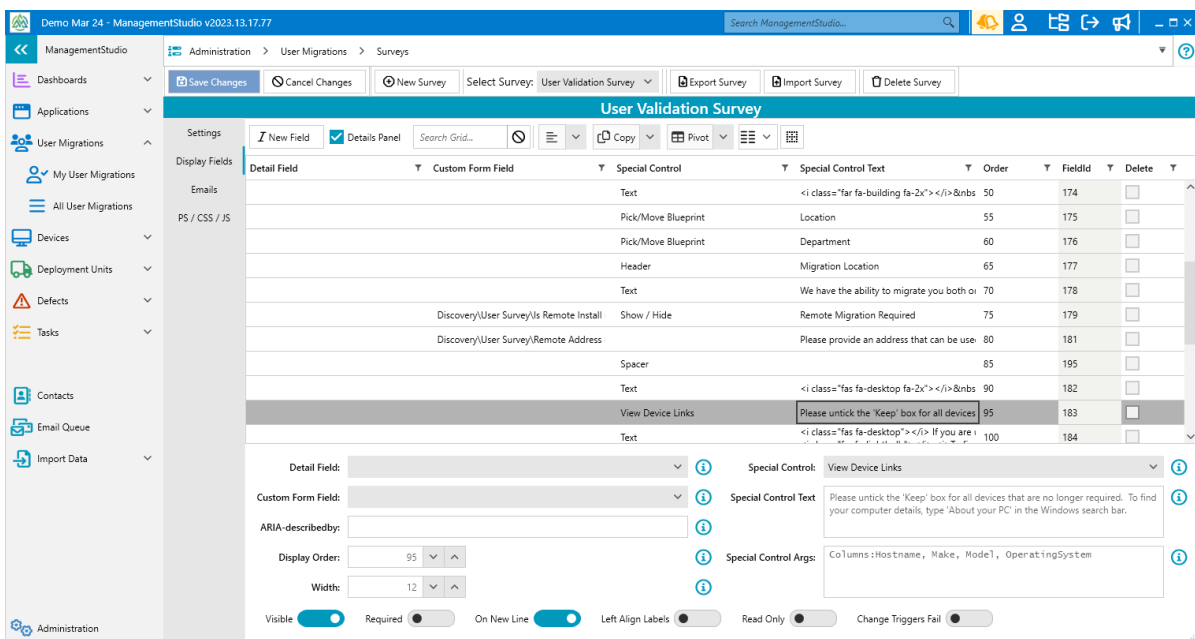 Demo Mar 24 - ManagementStudio v2023.13.17.77
Search ManagementStudio...
ManagementStudio
Administration > User Migrations > Surveys
Dashboards
Applications
User Migrations
My User Migrations
All User Migrations
Devices
Deployment Units
Defects
Tasks
Contacts
Email Queue
Import Data
Administration
Save Changes Cancel Changes New Survey Select Survey: User Validation Survey Export Survey Import Survey Delete Survey
User Validation Survey
Settings
Display Fields
Emails
PS / CSS / JS
New Field Details Panel Search Grid... Copy Pivot
Detail Field Custom Form Field Special Control Special Control Text Order FieldId Delete
Text <i class="far fa-building fa-2x"></i>&nbs 50 174
Pick/Move Blueprint Location 55 175
Pick/Move Blueprint Department 60 176
Header Migration Location 65 177
Text We have the ability to migrate you both 70 178
Discovery\User Survey\Is Remote Install Show / Hide Remote Migration Required 75 179
Discovery\User Survey\Remote Address Please provide an address that can be use 80 181
Spacer 85 195
Text <i class="fas fa-desktop fa-2x"></i>&nbs 90 182
View Device Links Please untick the 'Keep' box for all devices 95 183
Text <i class="fas fa-desktop"></i> If you are 100 184
Detail Field:
Custom Form Field:
ARIA-describedby:
Display Order: 95
Width: 12
Special Control: View Device Links
Special Control Text Please untick the 'Keep' box for all devices that are no longer required. To find
your computer details, type 'About your PC' in the Windows search bar.
Special Control Args: Columns:Hostname, Make, Model, OperatingSystem
Visible Required On New Line Left Align Labels Read Only Change Triggers Fail